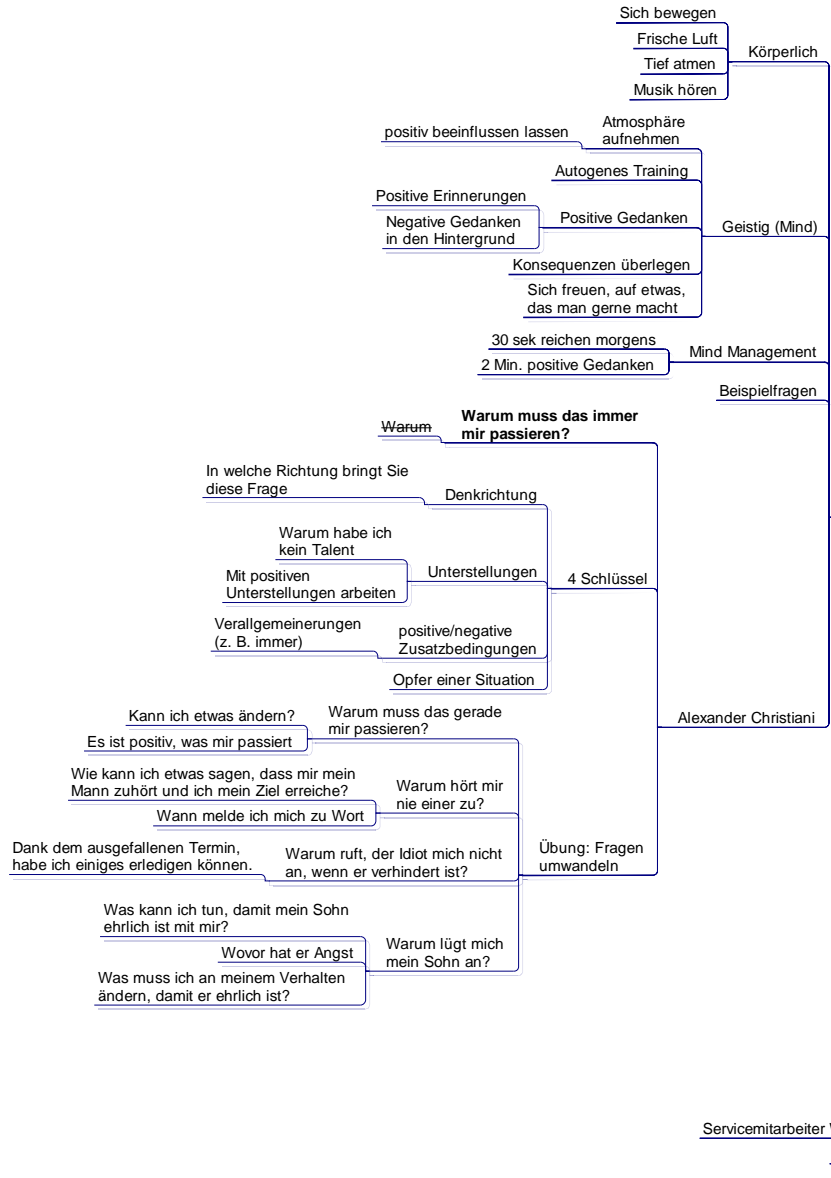 Sich bewegen
Frische Luft
Tief atmen
Musik hören
Körperlich
positiv beeinflussen lassen
Atmosphäre
aufnehmen
Autogenes Training
Positive Erinnerungen
Negative Gedanken
in den Hintergrund
Positive Gedanken
Konsequenzen überlegen
Sich freuen, auf etwas,
das man gerne macht
Geistig (Mind)
30 sek reichen morgens
2 Min. positive Gedanken
Mind Management
Beispielfragen
Warum
Warum muss das immer
mir passieren?
In welche Richtung bringt Sie
diese Frage
Denkrichtung
Warum habe ich
kein Talent
Mit positiven
Unterstellungen arbeiten
Unterstellungen
Verallgemeinerungen
(z. B. immer)
positive/negative
Zusatzbedingungen
Opfer einer Situation
4 Schlüssel
Kann ich etwas ändern?
Es ist positiv, was mir passiert
Warum muss das gerade
mir passieren?
Wie kann ich etwas sagen, dass mir mein
Mann zuhört und ich mein Ziel erreiche?
Wann melde ich mich zu Wort
Warum hört mir
nie einer zu?
Dank dem ausgefallenen Termin,
habe ich einiges erledigen können.
Warum ruft, der Idiot mich nicht
an, wenn er verhindert ist?
Was kann ich tun, damit mein Sohn
ehrlich ist mit mir?
Wovor hat er Angst
Was muss ich an meinem Verhalten
ändern, damit er ehrlich ist?
Warum lügt mich
mein Sohn an?
Übung: Fragen
umwandeln
Alexander Christiani
Servicemitarbeiter